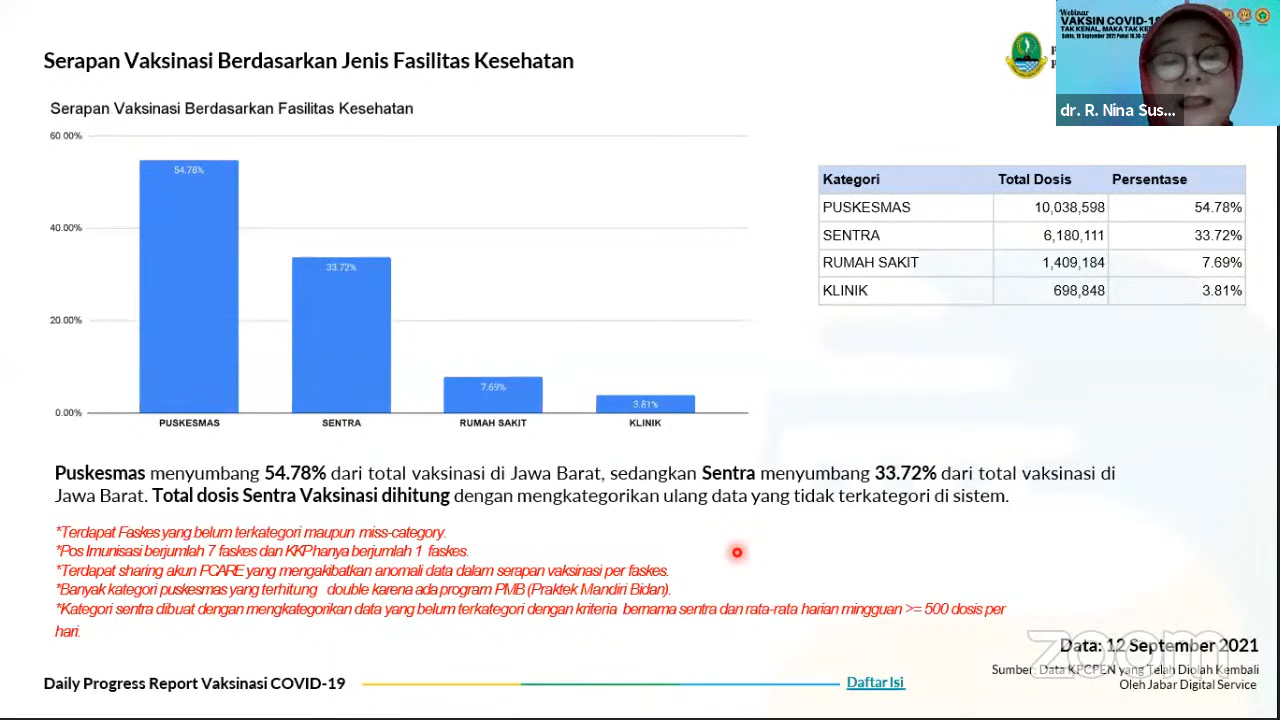 Serapan Vaksinasi Berdasarkan Jenis Fasilitas Kesehatan
Webinar
VAKSIN COVID-19
TAK KENAL, MAKA TAK
dr. R. Nina Sus...
Serapan Vaksinasi Berdasarkan Fasilitas Kesehatan
60.00%
40.00%
20.00%
0.00%
54.78%
33.72%
7.69%
3.81%
PUSKESMAS SENTRA RUMAH SAKIT KLINIK
Kategori Total Dosis Persentase
PUSKESMAS 10,038,598 54.78%
SENTRA 6,180,111 33.72%
RUMAH SAKIT 1,409,184 7.69%
KLINIK 698,848 3.81%
Puskesmas menyumbang 54.78% dari total vaksinasi di Jawa Barat, sedangkan Sentra menyumbang 33.72% dari total vaksinasi di
Jawa Barat. Total dosis Sentra Vaksinasi dihitung dengan mengkategorikan ulang data yang tidak terkategori di sistem.
*Terdapat Faskes yang belum terkategori maupun miss-category.
*Pos Imunisasi berjumlah 7 faskes dan KKP hanya berjumlah 1 faskes.
*Terdapat sharing akun PCARE yang mengakibatkan anomali data dalam serapan vaksinasi per faskes.
*Banyak kategori puskesmas yang terhitung double karena ada program PMB (Praktek Mandiri Bidan).
*Kategori sentra dibuat dengan mengkategorikan data yang belum terkategori dengan kriteria bernama sentra dan rata-rata harian mingguan >= 500 dosis per
hari.
zoom
Data: 12 September 2021
Sumber: Data KPCPEN yang Telah Diolah Kembali
Oleh Jabar Digital Service
Daily Progress Report Vaksinasi COVID-19
Daftar Isi